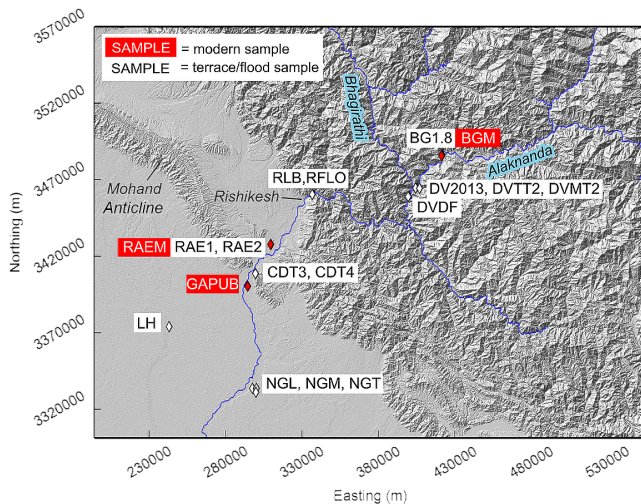 3570000
SAMPLE = modern sample
SAMPLE = terrace/flood sample
3520000
Bhagirathi
BG1.8 BGM
Alaknanda
3470000
Mohand
Anticline
Rishikesh
RLB,RFLO
DV2013, DVTT2, DVMT2
DVDF
Northing (m)
3420000
RAEM RAE1, RAE2
CDT3, CDT4
GAPUB
3370000
LH
NGL, NGM, NGT
3320000
230000 280000 330000 380000 430000 480000 530000
Easting (m)